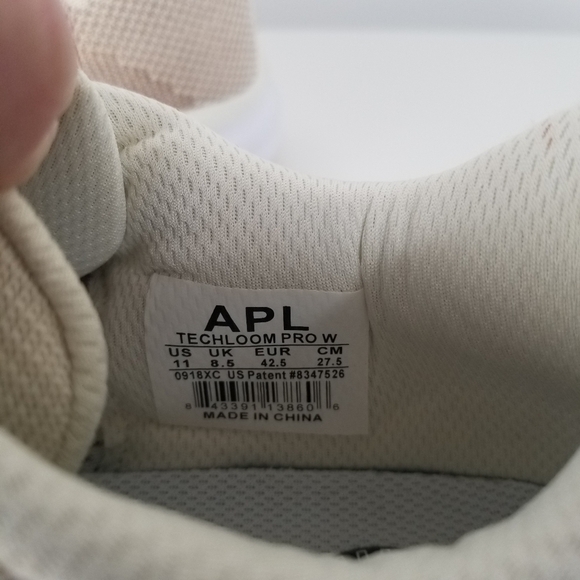 APL
TECHLOOM PRO W
US UK EUR CM
11 8.5 42.5 27.5
0918XC US Patent #8347526
8 43391 13860 6
MADE IN CHINA